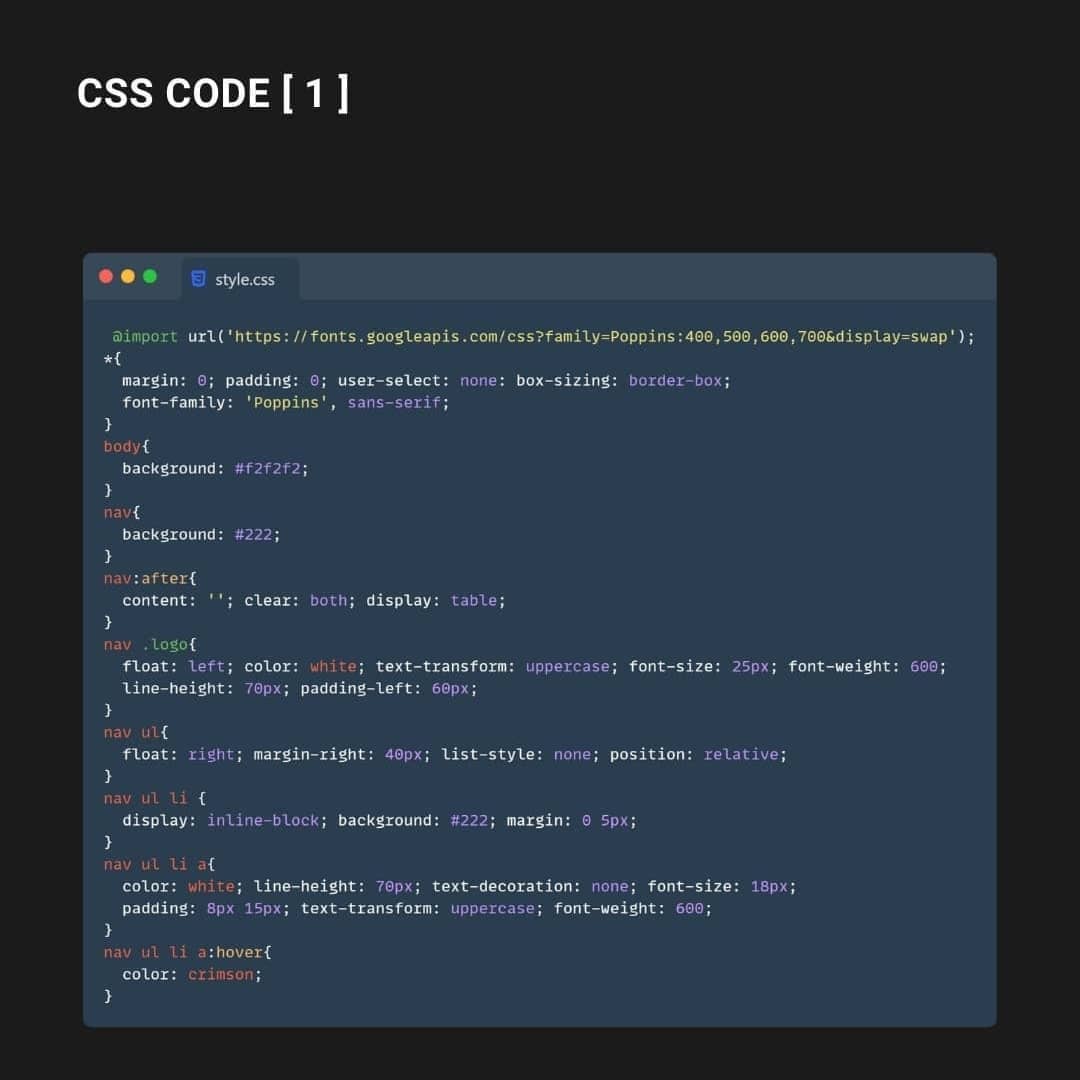 CSS CODE [ 1 ]
style.css
@import url('https://fonts.googleapis.com/css?family=Poppins:400,500,600,700&display=swap');
*{
margin: 0; padding: 0; user-select: none: box-sizing: border-box;
font-family: 'Poppins', sans-serif;
}
body{
background: #f2f2f2;
}
nav{
background: #222;
}
nav:after{
content: ''; clear: both; display: table;
}
nav .logo{
float: left; color: white; text-transform: uppercase; font-size: 25px; font-weight: 600;
line-height: 70px; padding-left: 60px;
}
nav ul{
float: right; margin-right: 40px; list-style: none; position: relative;
}
nav ul li {
display: inline-block; background: #222; margin: 0 5px;
}
nav ul li a{
color: white; line-height: 70px; text-decoration: none; font-size: 18px;
padding: 8px 15px; text-transform: uppercase; font-weight: 600;
}
nav ul li a:hover{
color: crimson;
}